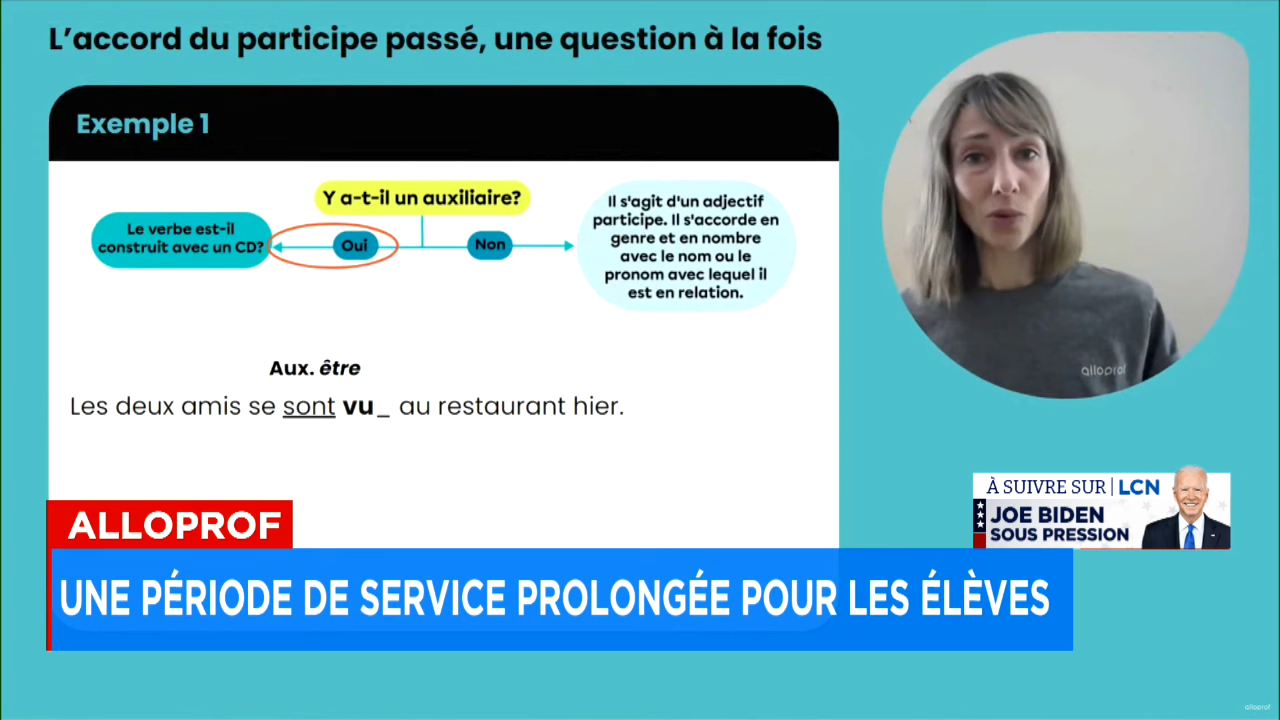 L'accord du participe passé, une question à la fois
Exemple 1
Y a-t-il un auxiliaire?
Le verbe est-il
construit avec un CD?
Oui
Non
Il s'agit d'un adjectif
participe. Il s'accorde en
genre et en nombre
avec le nom ou le
pronom avec lequel il
est en relation.
Aux. être
Les deux amis se sont vu_ au restaurant hier.
alloprof
À SUIVRE SUR | LCN
JOE BIDEN
SOUS PRESSION
ALLOPROF
UNE PÉRIODE DE SERVICE PROLONGÉE POUR LES ÉLÈVES
alloprof